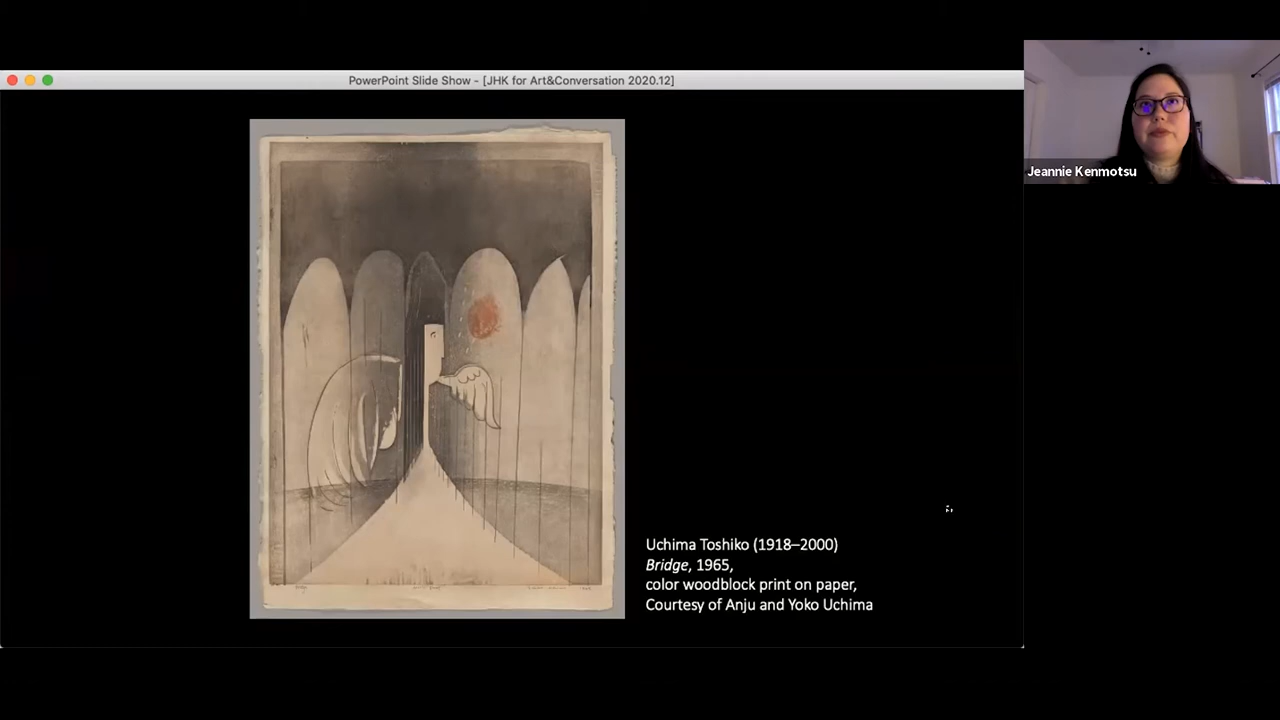 PowerPoint Slide Show - [JHK for Art&Conversation 2020.12]
Jeannie Kenmotsu
Uchima Toshiko (1918–2000)
Bridge, 1965,
color woodblock print on paper,
Courtesy of Anju and Yoko Uchima